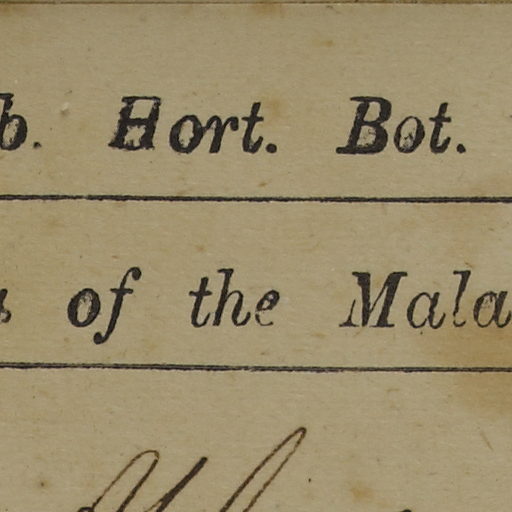 b. Hort. Bot.
s of the Mala